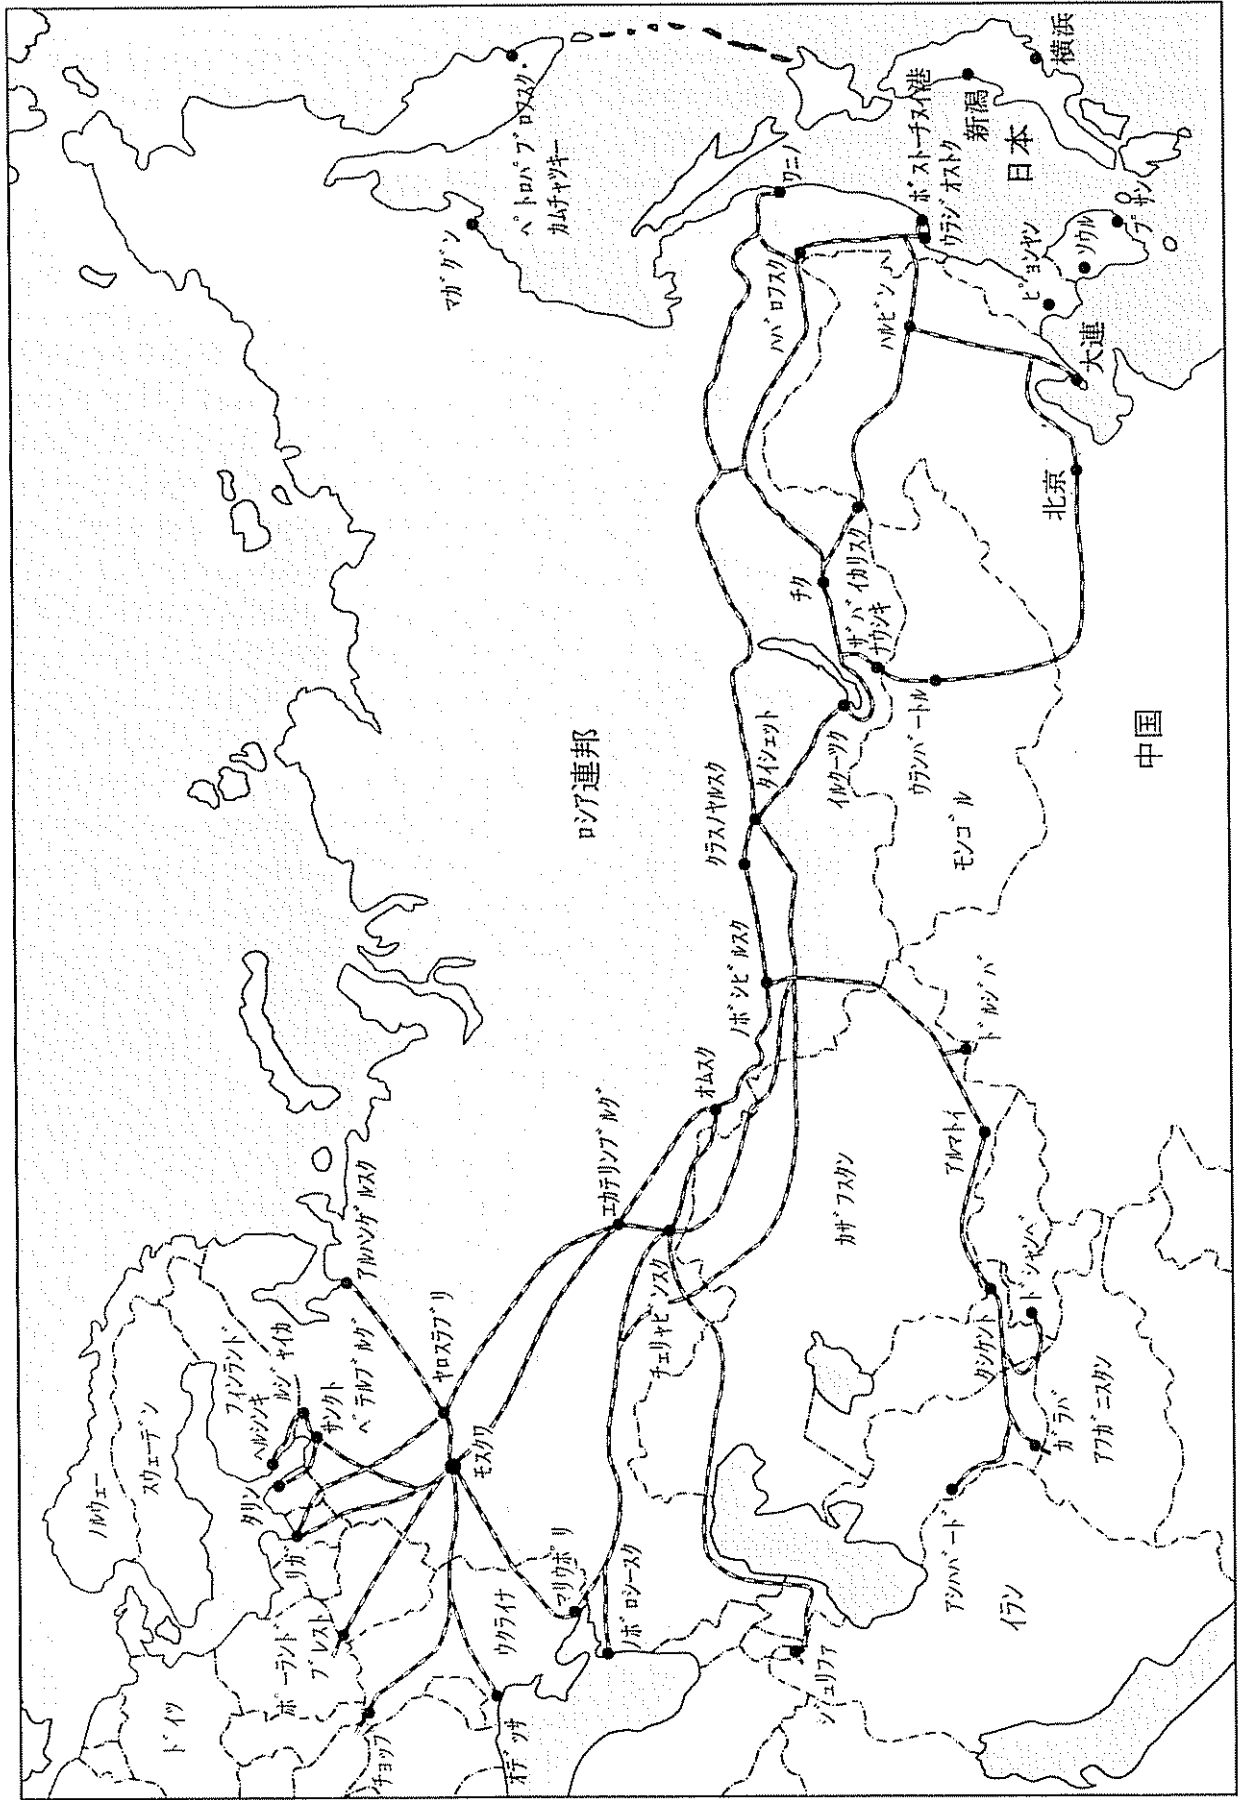 ノルウェー
スウェーデン
フィンランド
ヘルシンキ
ルジャイカ
タリン
サンクト
ペテルブルグ
アルハンゲルスク
リガ
ヤロスラブリ
モスクワ
ドイツ
ポーランド
ブレスト
チョップ
ウクライナ
オデッサ
マリウポリ
ノボロシースク
ジュリファ
エカテリンブルグ
チェリャビンスク
オムスク
ノボシビルスク
クラスノヤルスク
タイシェット
イルクーツク
ロシア連邦
チタ
ザバイカリスク
ナウシキ
ウランバートル
モンゴル
カザフスタン
アルマトイ
ドルジバ
タシケント
ドシャンベ
ガラバ
アフガニスタン
アシハバード
イラン
中国
北京
大連
ハルビン
ハバロフスク
ワニノ
マガダン
ペトロパブロフスク・
カムチャツキー
ボストーチヌイ港
ウラジオストク
ピョンヤン
ソウル
プサン
日本
新潟
横浜